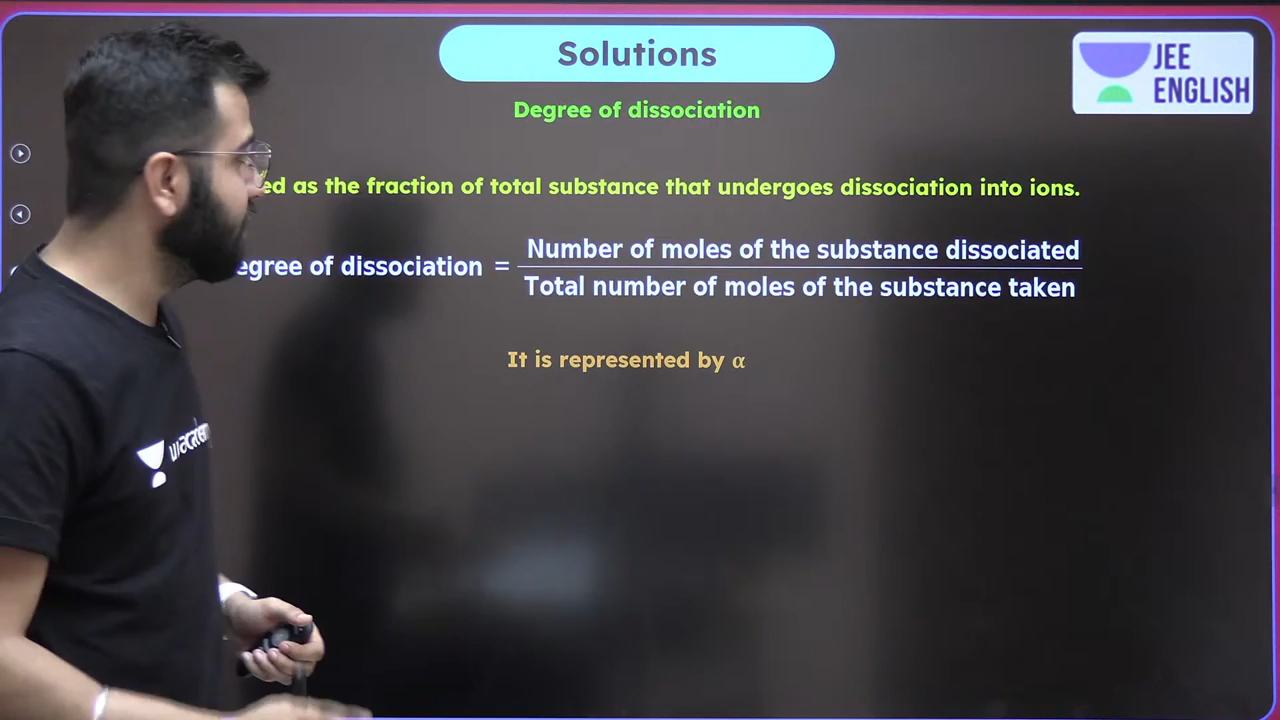 Solutions
JEE
ENGLISH
Degree of dissociation
ed as the fraction of total substance that undergoes dissociation into ions.
egree of dissociation = Number of moles of the substance dissociated
Total number of moles of the substance taken
It is represented by α